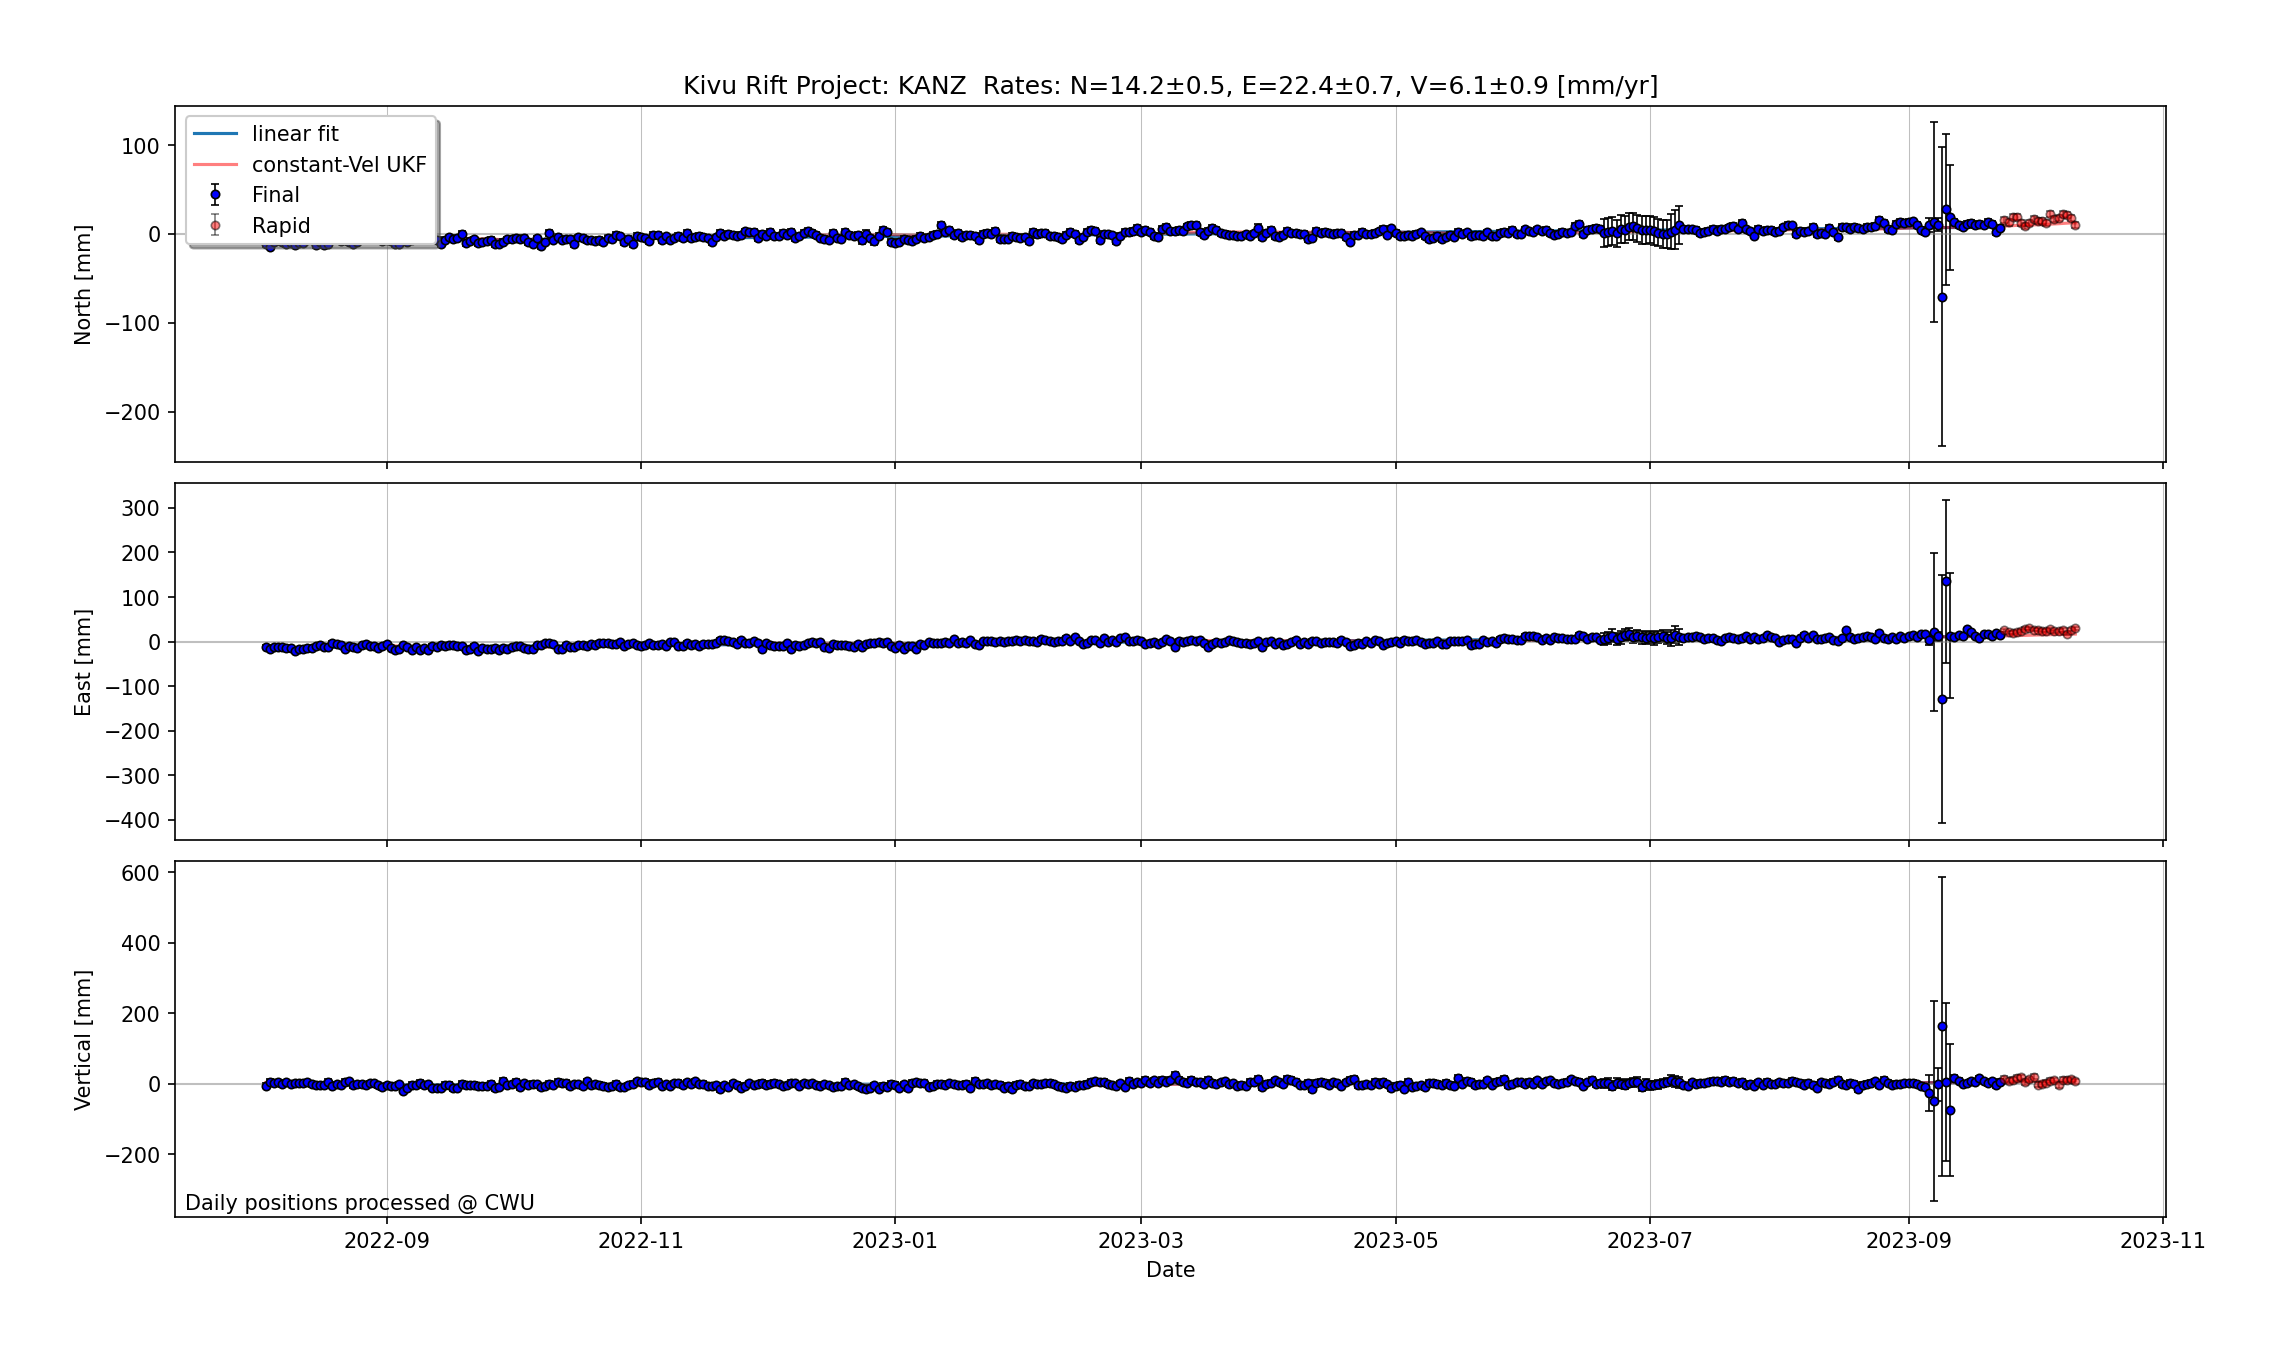 Kivu Rift Project: KANZ  Rates: N=14.2±0.5, E=22.4±0.7, V=6.1±0.9 [mm/yr]
linear fit
constant-Vel UKF
Final
Rapid
North [mm]
100
0
−100
−200
East [mm]
300
200
100
0
−100
−200
−300
−400
Vertical [mm]
600
400
200
0
−200
Daily positions processed @ CWU
2022-09 2022-11 2023-01 2023-03 2023-05 2023-07 2023-09 2023-11
Date